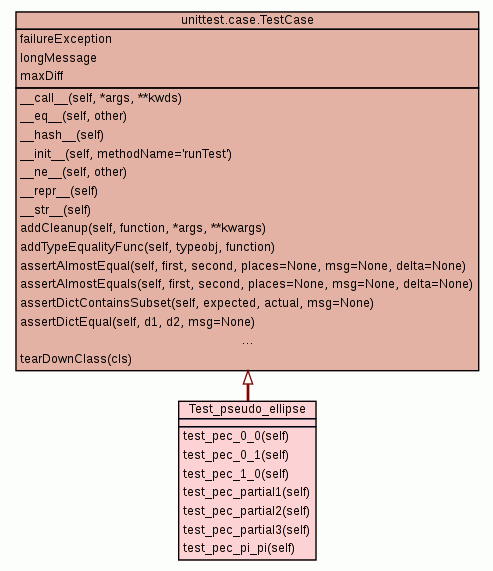 unittest.case.TestCase
failureException
longMessage
maxDiff
__call__(self, *args, **kwds)
__eq__(self, other)
__hash__(self)
__init__(self, methodName='runTest')
__ne__(self, other)
__repr__(self)
__str__(self)
addCleanup(self, function, *args, **kwargs)
addTypeEqualityFunc(self, typeobj, function)
assertAlmostEqual(self, first, second, places=None, msg=None, delta=None)
assertAlmostEquals(self, first, second, places=None, msg=None, delta=None)
assertDictContainsSubset(self, expected, actual, msg=None)
assertDictEqual(self, d1, d2, msg=None)
...
tearDownClass(cls)
Test_pseudo_ellipse
test_pec_0_0(self)
test_pec_0_1(self)
test_pec_1_0(self)
test_pec_partial1(self)
test_pec_partial2(self)
test_pec_partial3(self)
test_pec_pi_pi(self)